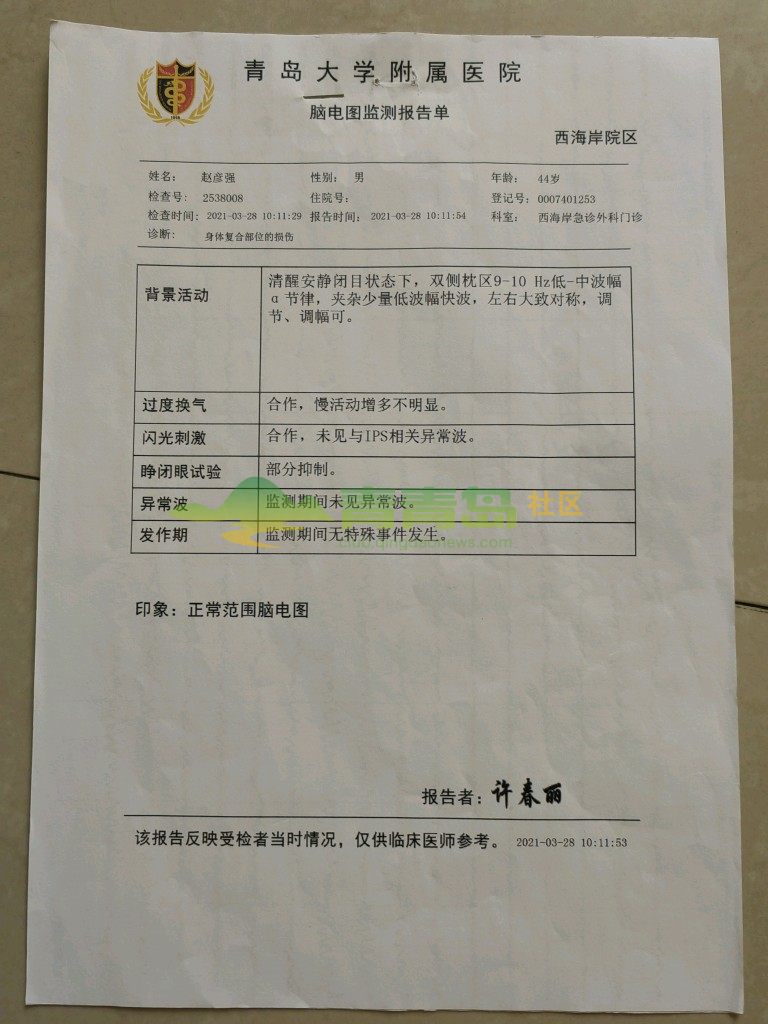 青岛大学附属医院
脑电图监测报告单
西海岸院区
姓名: 赵彦强 性别: 男 年龄: 44岁
检查号: 2538008 住院号: 登记号: 0007401253
检查时间: 2021-03-28 10:11:29 报告时间: 2021-03-28 10:11:54 科室: 西海岸急诊外科门诊
诊断: 身体复合部位的损伤
背景活动
清醒安静闭目状态下，双侧枕区9-10 Hz低-中波幅
α节律，夹杂少量低波幅快波，左右大致对称，调
节、调幅可。
过度换气 合作，慢活动增多不明显。
闪光刺激 合作，未见与IPS相关异常波。
睁闭眼试验 部分抑制。
异常波 监测期间未见异常波。
青青岛社区
发作期 监测期间无特殊事件发生。
club.qingdaonews.com
印象：正常范围脑电图
报告者：许春丽
该报告反映受检者当时情况，仅供临床医师参考。 2021-03-28 10:11:53